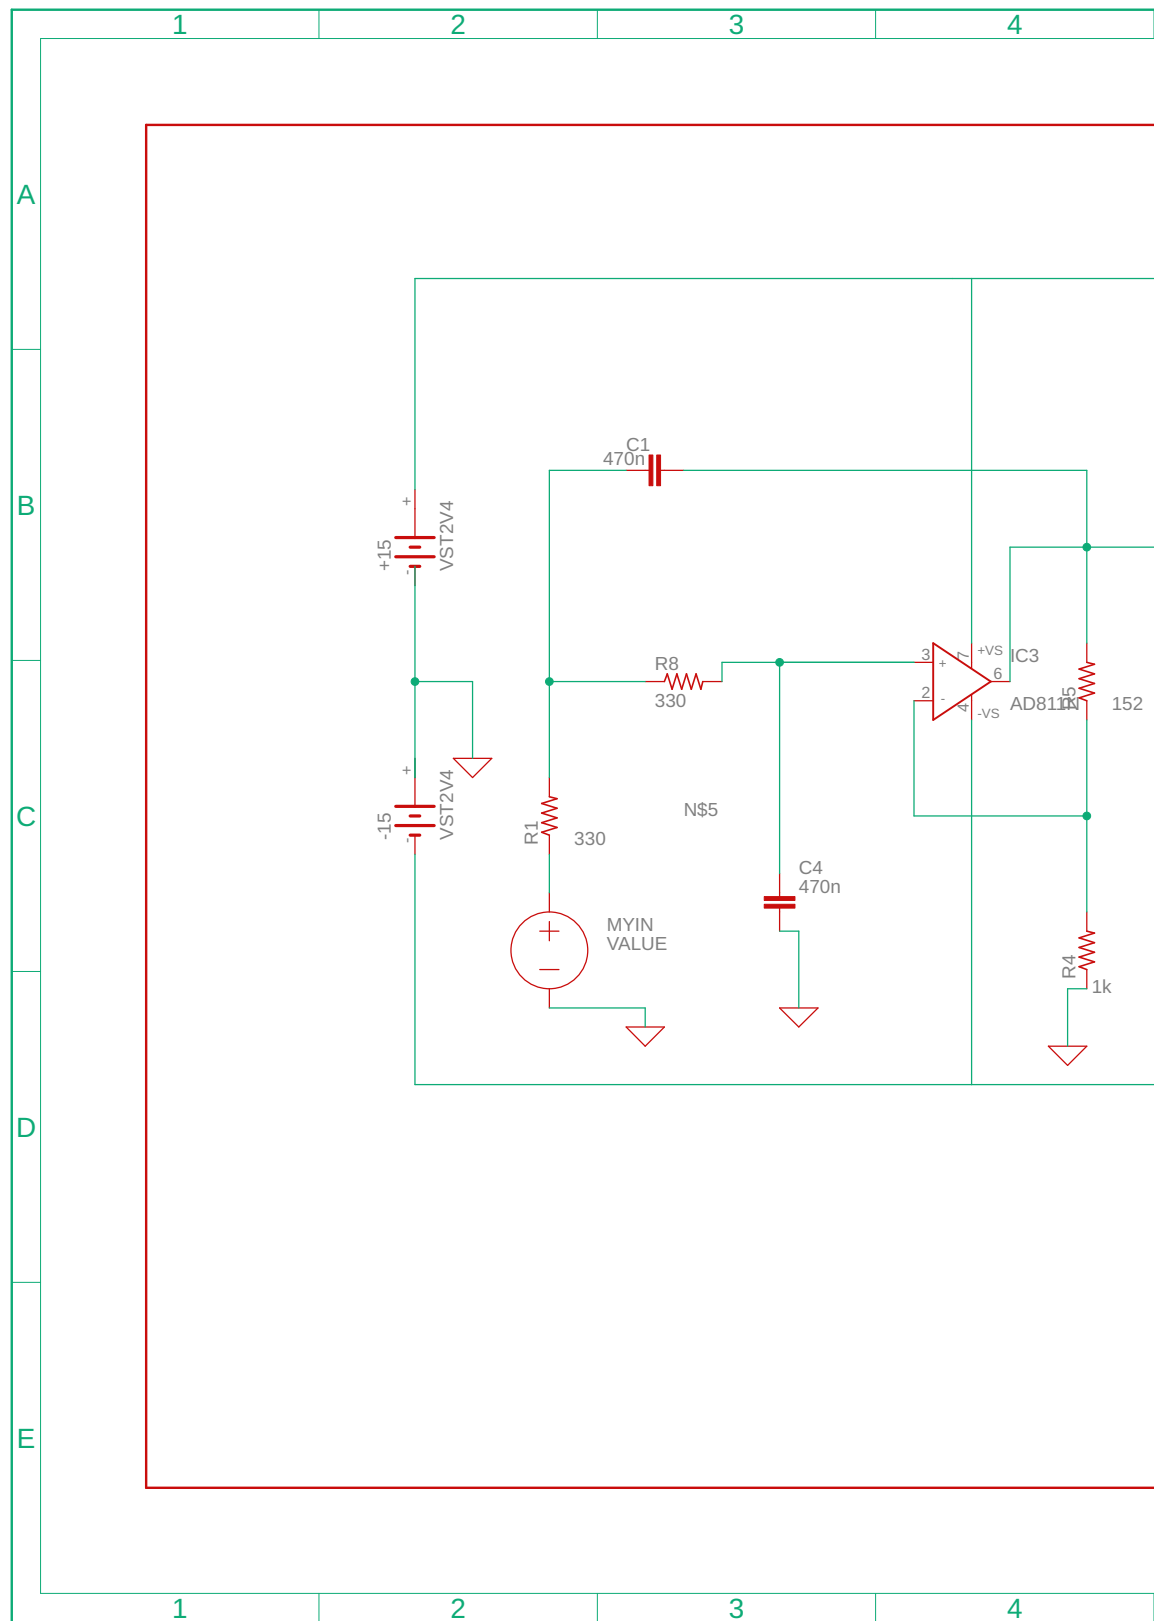 1 2 3 4
A
B
C
D
E
C1
470n
+
+15
-
VST2V4
R8
330
3
+
2
-
7
+VS
IC3
6
4
-VS
R5
152
+
-15
-
VST2V4
R1
330
N$5
C4
470n
MYIN
VALUE
R4
1k
1 2 3 4